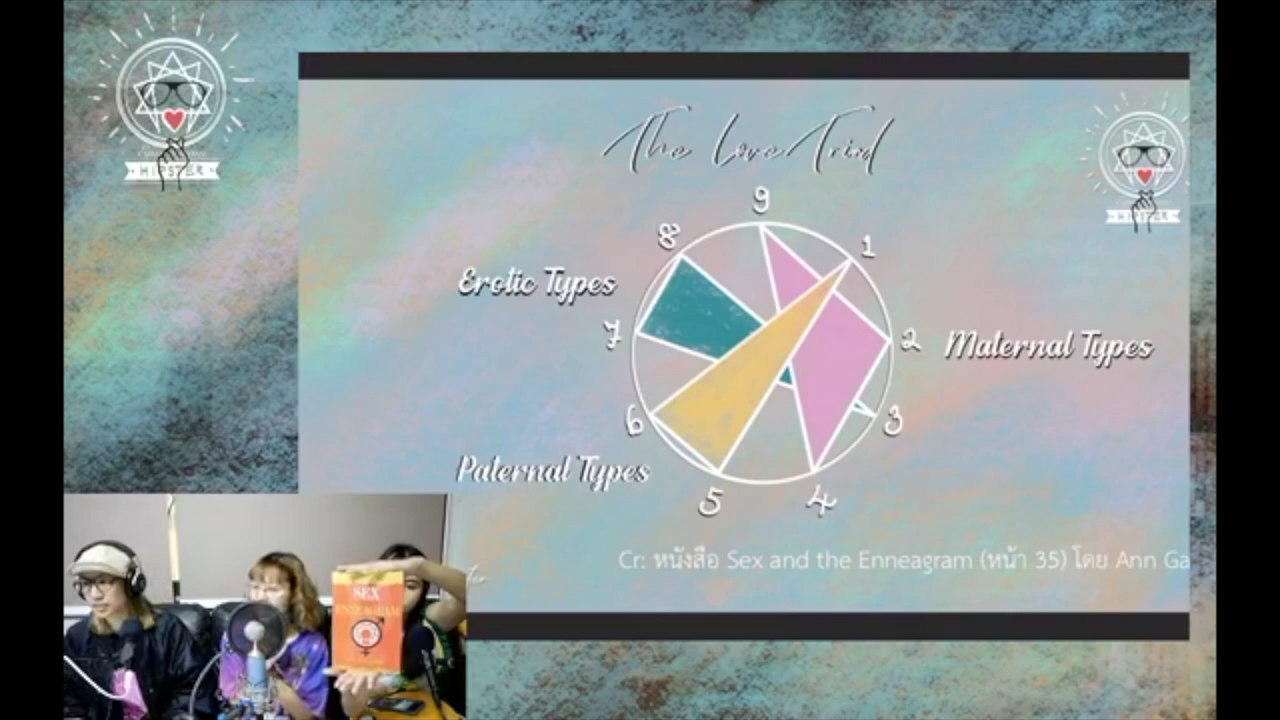 HIPSTER
The Love Triad
HIPSTER
9
8
1
Erotic Types
7
2
Maternal Types
6
3
Paternal Types
5
4
Cr: หนังสือ Sex and the Enneagram (หน้า 35) โดย Ann Ga
SEX
ENNEAGRAM